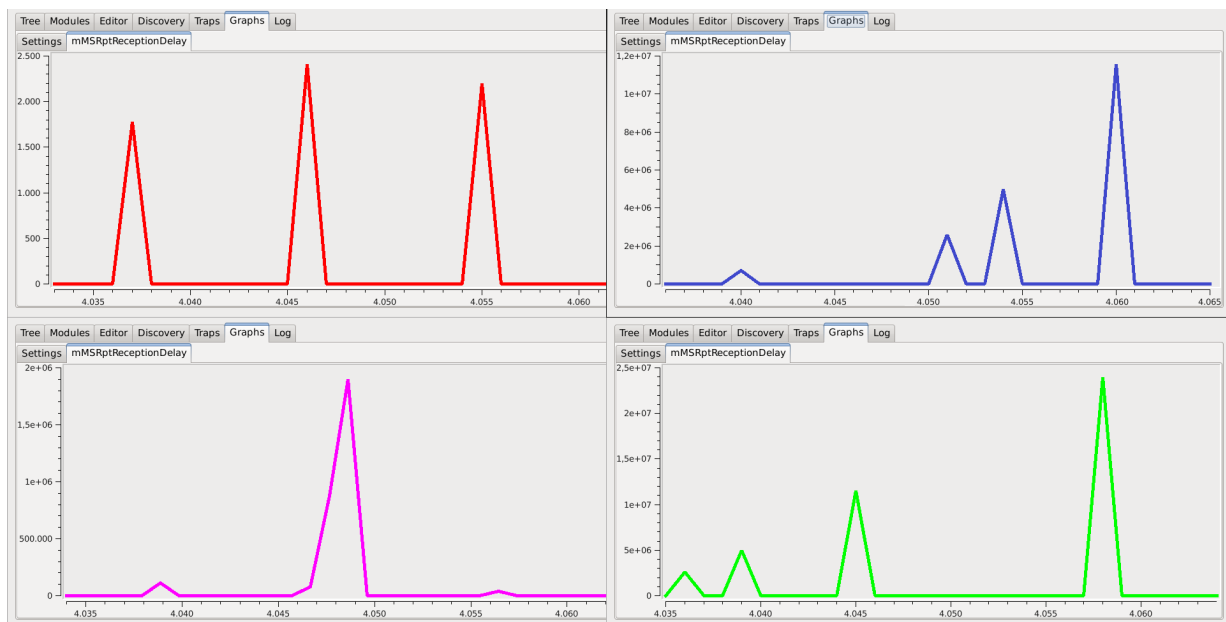 Tree Modules Editor Discovery Traps Graphs Log
Settings mMSRptReceptionDelay
2.500
2.000
1.500
1.000
500
0
4.035 4.040 4.045 4.050 4.055 4.060
Tree Modules Editor Discovery Traps Graphs Log
Settings mMSRptReceptionDelay
1,2e+07
1e+07
8e+06
6e+06
4e+06
2e+06
0
4.040 4.045 4.050 4.055 4.060 4.065
Tree Modules Editor Discovery Traps Graphs Log
Settings mMSRptReceptionDelay
2e+06
1,5e+06
1e+06
500.000
0
4.035 4.040 4.045 4.050 4.055 4.060
Tree Modules Editor Discovery Traps Graphs Log
Settings mMSRptReceptionDelay
2,5e+07
2e+07
1,5e+07
1e+07
5e+06
0
4.035 4.040 4.045 4.050 4.055 4.060